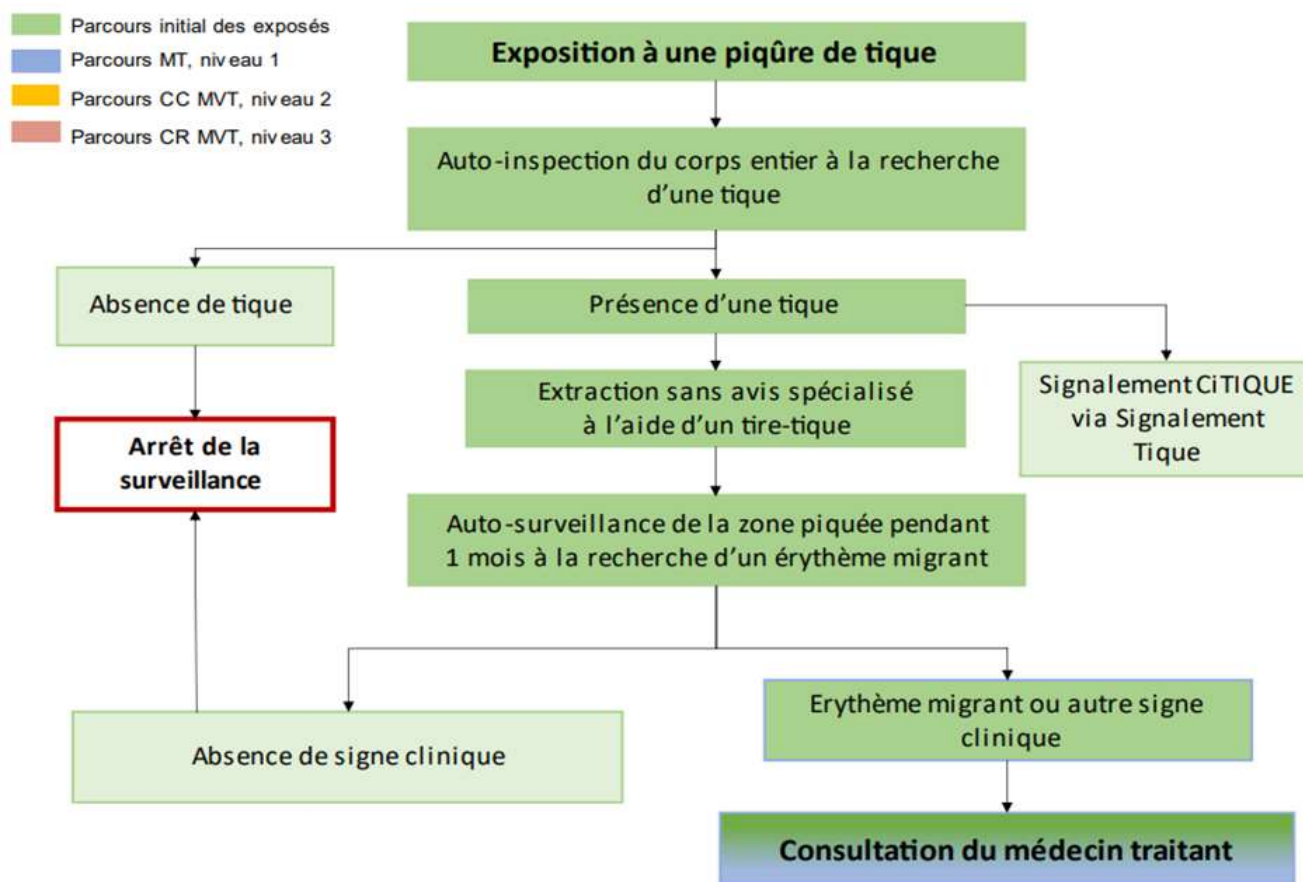 Parcours initial des exposés
Parcours MT, niveau 1
Parcours CC MVT, niveau 2
Parcours CR MVT, niveau 3
Exposition à une piqûre de tique
Auto-inspection du corps entier à la recherche
d'une tique
Absence de tique
Présence d'une tique
Signalement CiTIQUE
via Signalement
Tique
Extraction sans avis spécialisé
à l'aide d'un tire-tique
Arrêt de la
surveillance
Auto-surveillance de la zone piquée pendant
1 mois à la recherche d'un érythème migrant
Absence de signe clinique
Erythème migrant ou autre signe
clinique
Consultation du médecin traitant